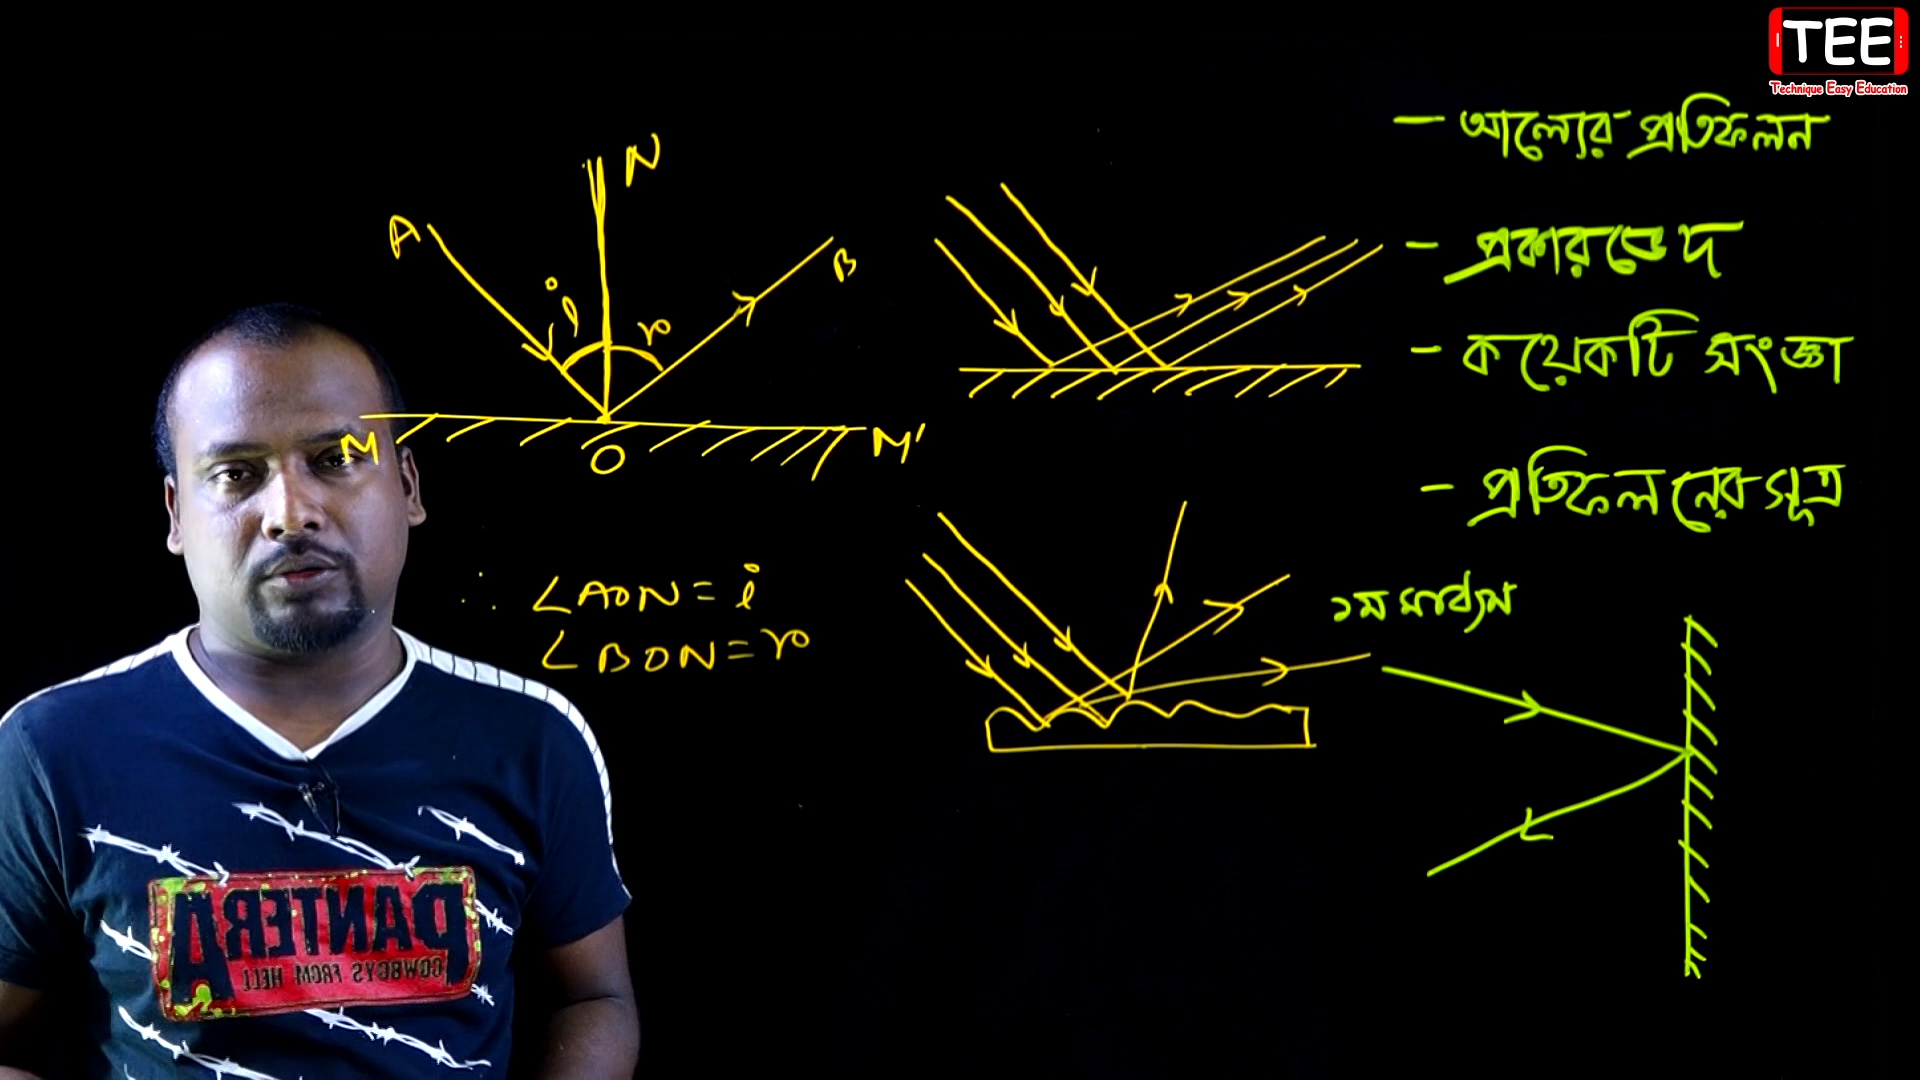 TEE
Technique Easy Education
- আলোর প্রতিফলন
- প্রকারভেদ
- কয়েকটি সংজ্ঞা
- প্রতিফলনের সূত্র
১ম মাধ্যম
N
A
B
i
r
M
O
M'
∴ ∠AON = i
∠BON = r
PANTERA
COWBOYS FROM HELL